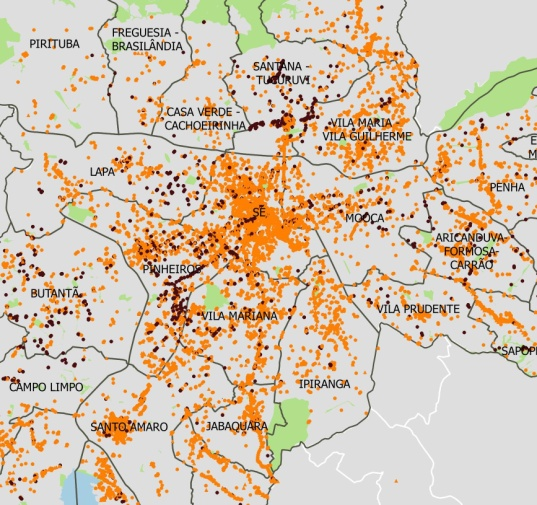 FREGUESIA -
BRASILÂNDIA
PIRITUBA
SANTANA -
TUCURUVI
CASA VERDE -
CACHOEIRINHA
VILA MARIA -
VILA GUILHERME
LAPA
PENHA
SÉ
MOOCA
ARICANDUVA-
FORMOSA-
CARRÃO
PINHEIROS
BUTANTÃ
VILA MARIANA
VILA PRUDENTE
SAPOP
CAMPO LIMPO
IPIRANGA
SANTO AMARO
JABAQUARA